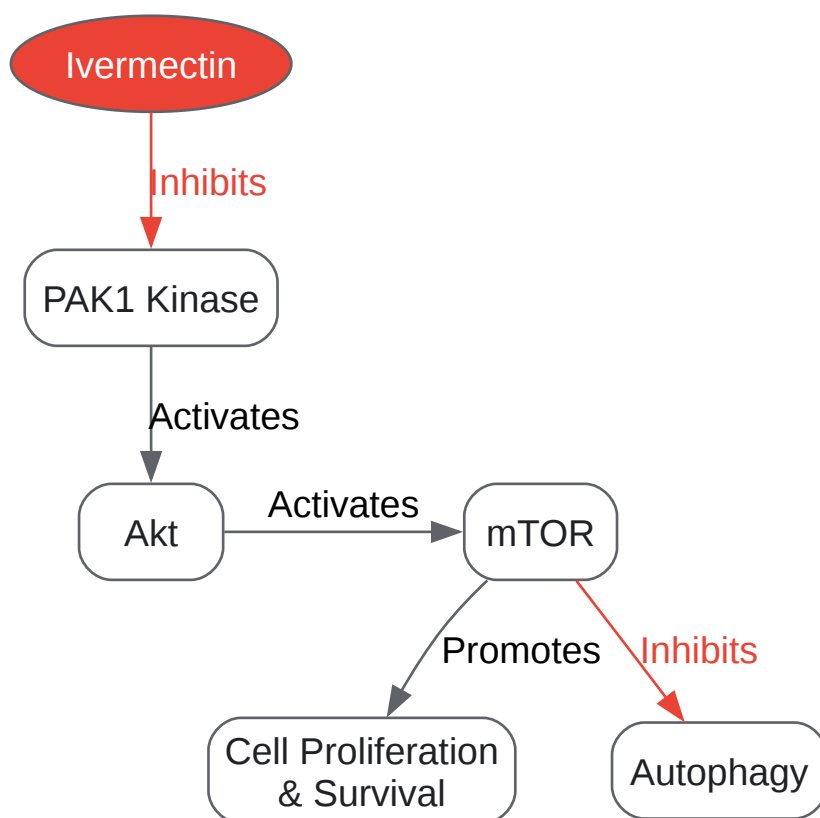 Ivermectin
Inhibits
PAK1 Kinase
Activates
Akt
Activates
mTOR
Promotes
Inhibits
Cell Proliferation
& Survival
Autophagy